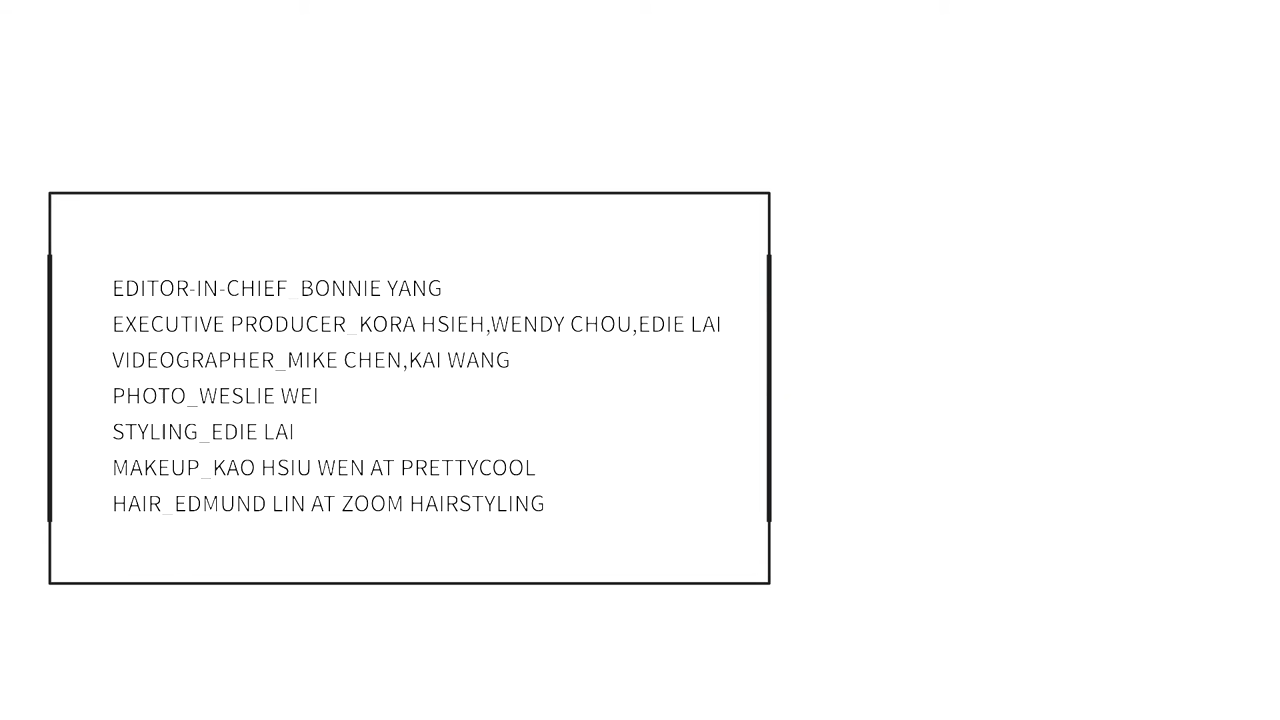 EDITOR-IN-CHIEF_BONNIE YANG
EXECUTIVE PRODUCER_KORA HSIEH,WENDY CHOU,EDIE LAI
VIDEOGRAPHER_MIKE CHEN,KAI WANG
PHOTO_WESLIE WEI
STYLING_EDIE LAI
MAKEUP_KAO HSIU WEN AT PRETTYCOOL
HAIR_EDMUND LIN AT ZOOM HAIRSTYLING